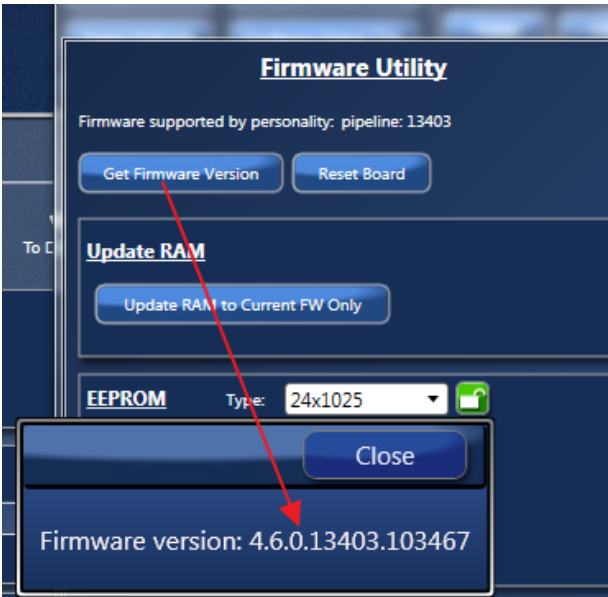 Firmware Utility
Firmware supported by personality: pipeline: 13403
Get Firmware Version
Reset Board
To D
Update RAM
Update RAM to Current FW Only
EEPROM Type: 24x1025
Close
Firmware version: 4.6.0.13403.103467